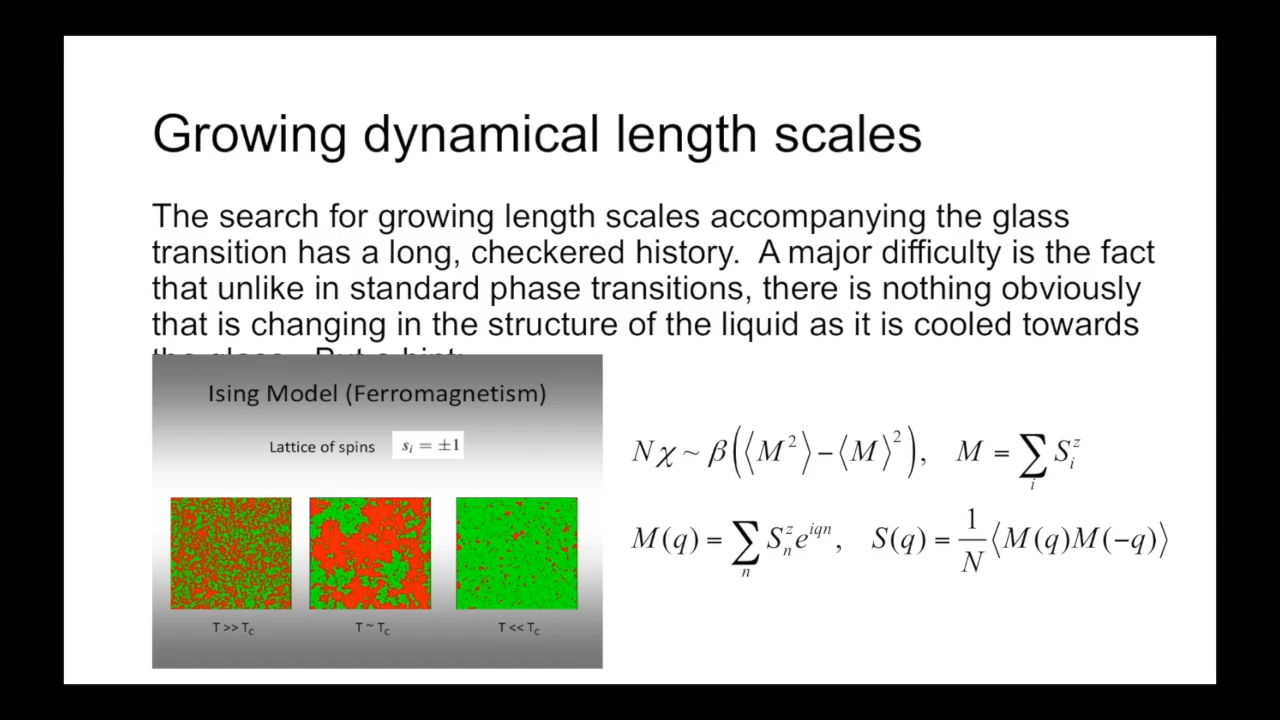 Growing dynamical length scales
The search for growing length scales accompanying the glass
transition has a long, checkered history.  A major difficulty is the fact
that unlike in standard phase transitions, there is nothing obviously
that is changing in the structure of the liquid as it is cooled towards
Ising Model (Ferromagnetism)
Lattice of spins s_i = ±1
T >> T_C
T ~ T_C
T << T_C
Nχ ~ β(⟨M²⟩−⟨M⟩²),   M = ∑_i S_i^z
M(q) = ∑_n S_n^z e^{iqn},   S(q) = 1/N ⟨M(q)M(−q)⟩